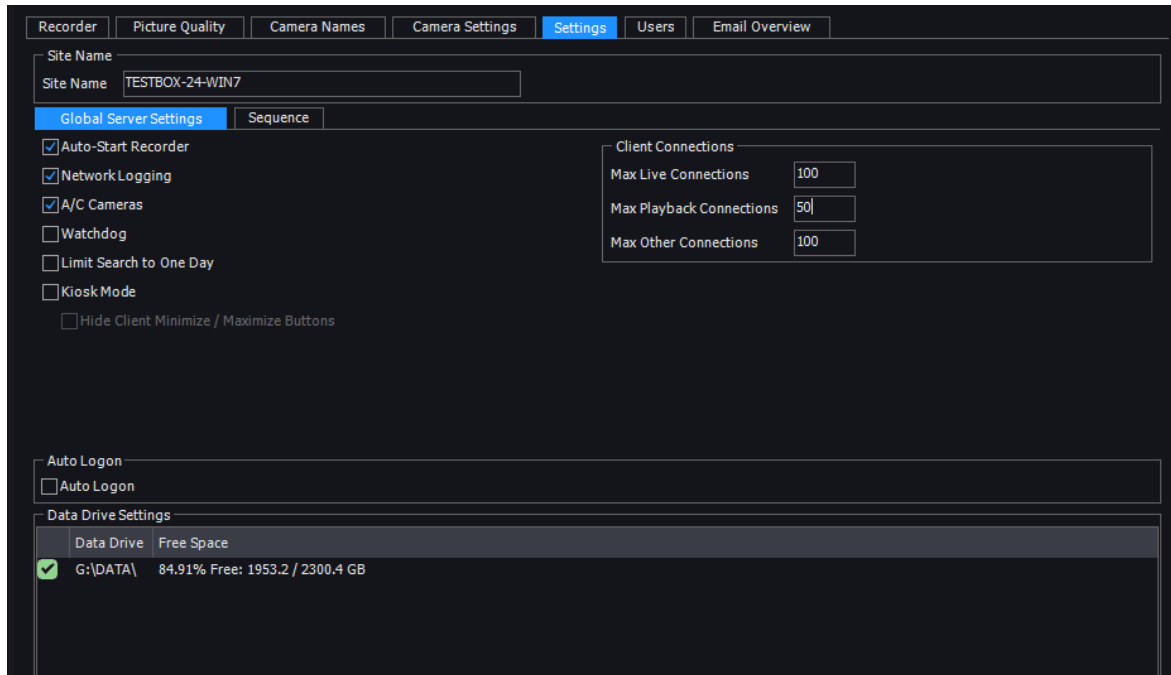 Recorder Picture Quality Camera Names Camera Settings Settings Users Email Overview
Site Name
Site Name TESTBOX-24-WIN7
Global Server Settings Sequence
Auto-Start Recorder
Network Logging
A/C Cameras
Watchdog
Limit Search to One Day
Kiosk Mode
Hide Client Minimize / Maximize Buttons
Client Connections
Max Live Connections 100
Max Playback Connections 50
Max Other Connections 100
Auto Logon
Auto Logon
Data Drive Settings
Data Drive Free Space
G:\DATA\ 84.91% Free: 1953.2 / 2300.4 GB